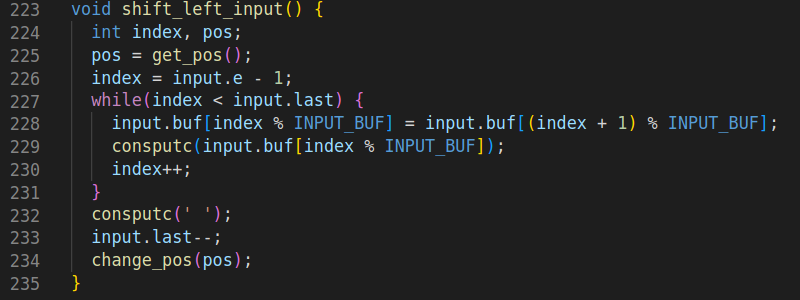 223 void shift_left_input() {
224   int index, pos;
225   pos = get_pos();
226   index = input.e - 1;
227   while(index < input.last) {
228     input.buf[index % INPUT_BUF] = input.buf[(index + 1) % INPUT_BUF];
229     consputc(input.buf[index % INPUT_BUF]);
230     index++;
231   }
232   consputc(' ');
233   input.last--;
234   change_pos(pos);
235 }